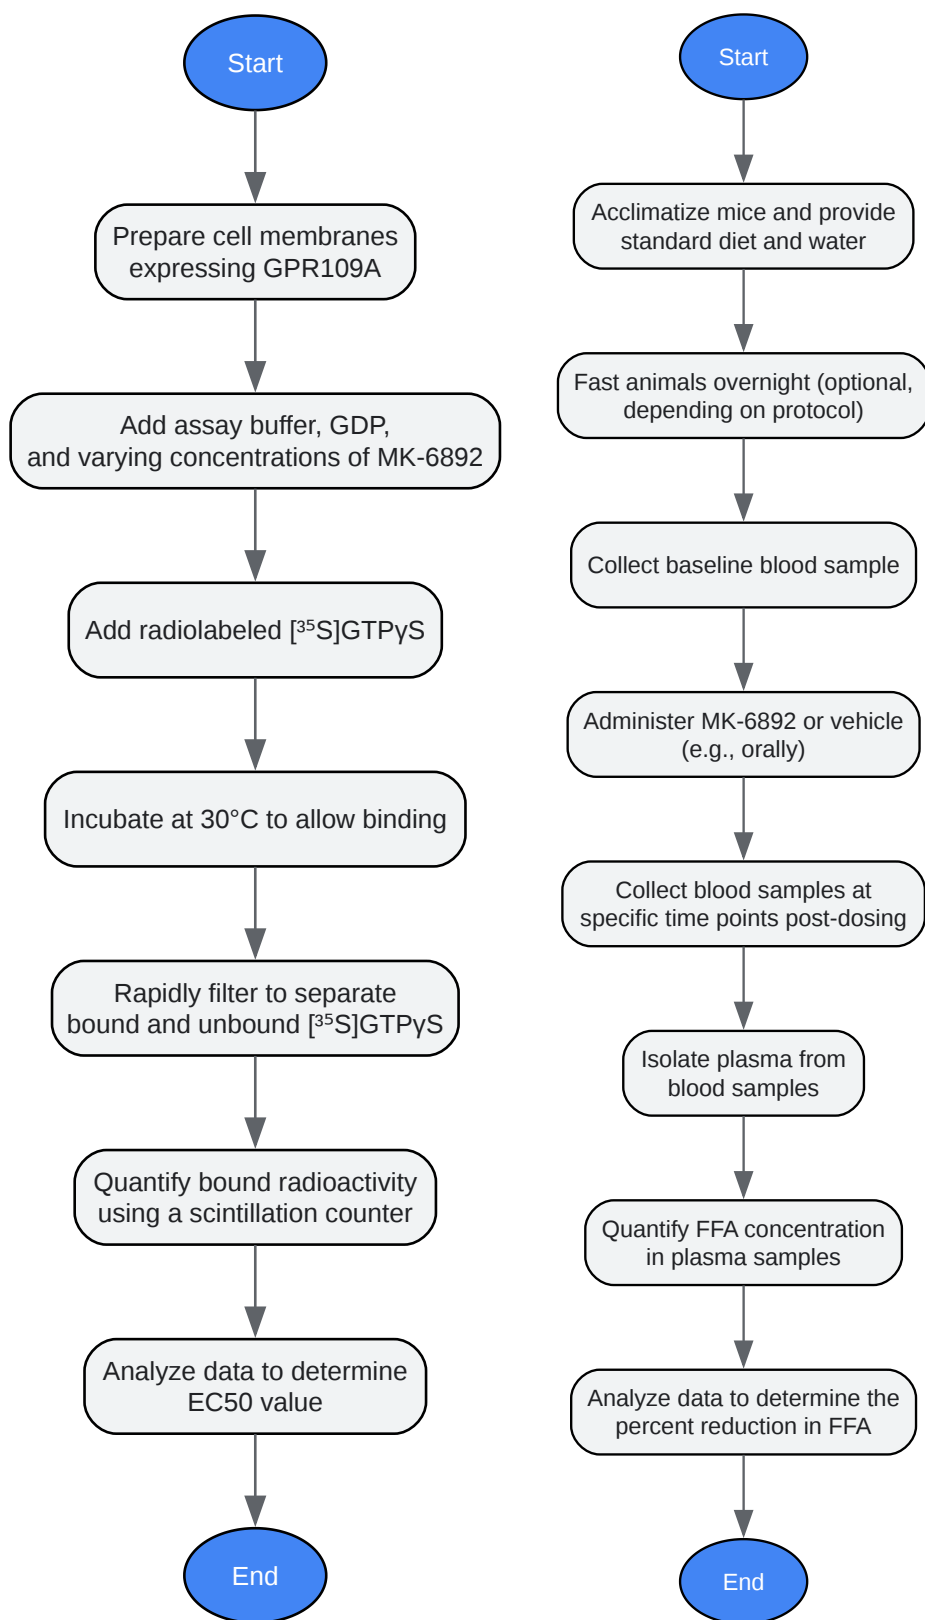 Start
Prepare cell membranes
expressing GPR109A
Add assay buffer, GDP,
and varying concentrations of MK-6892
Add radiolabeled [³⁵S]GTPγS
Incubate at 30°C to allow binding
Rapidly filter to separate
bound and unbound [³⁵S]GTPγS
Quantify bound radioactivity
using a scintillation counter
Analyze data to determine
EC50 value
End
Start
Acclimatize mice and provide
standard diet and water
Fast animals overnight (optional,
depending on protocol)
Collect baseline blood sample
Administer MK-6892 or vehicle
(e.g., orally)
Collect blood samples at
specific time points post-dosing
Isolate plasma from
blood samples
Quantify FFA concentration
in plasma samples
Analyze data to determine the
percent reduction in FFA
End